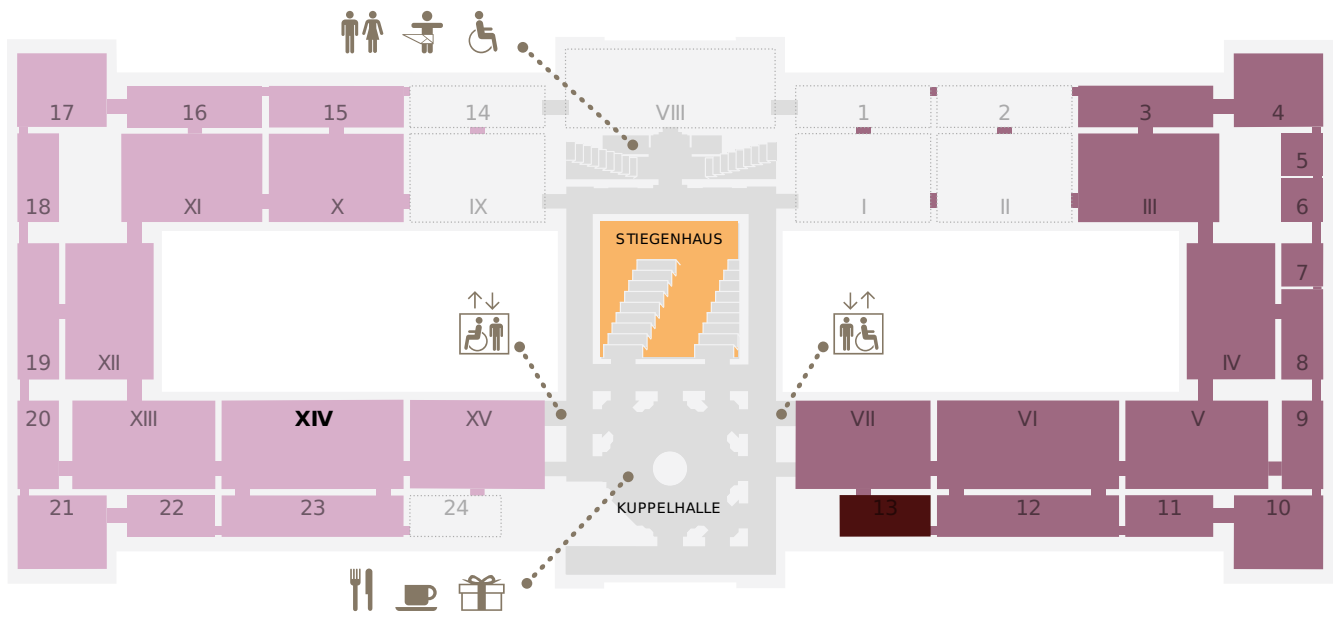 17
16
15
14
VIII
1
2
3
4
5
18
XI
X
IX
I
II
III
6
STIEGENHAUS
7
19
XII
IV
8
20
XIII
XIV
XV
VII
VI
V
9
21
22
23
24
KUPPELHALLE
13
12
11
10